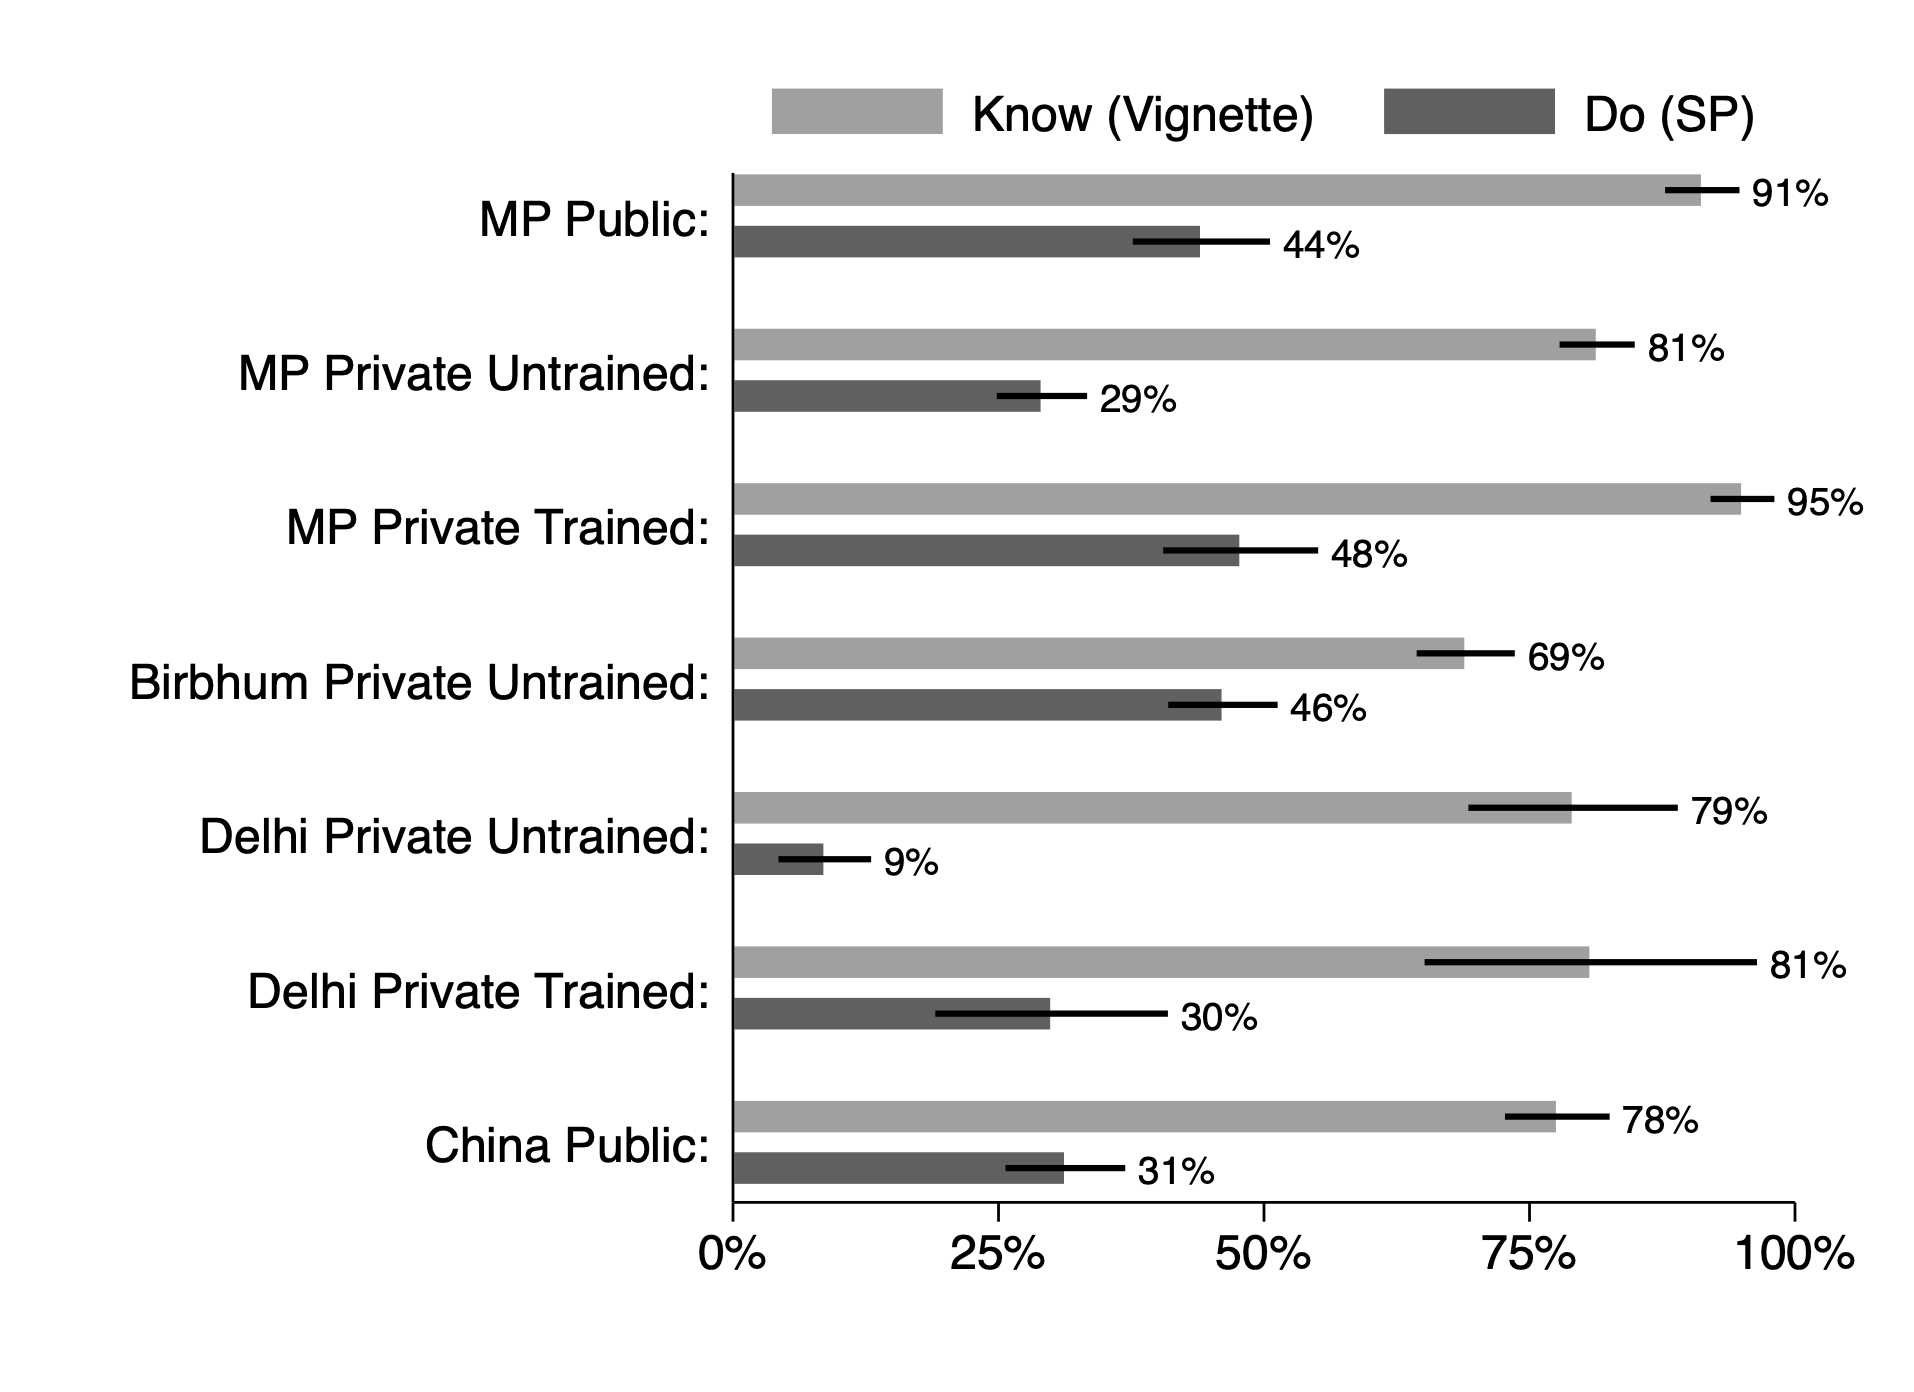 Know (Vignette) Do (SP)
MP Public: 91%
44%
MP Private Untrained: 81%
29%
MP Private Trained: 95%
48%
Birbhum Private Untrained: 69%
46%
Delhi Private Untrained: 79%
9%
Delhi Private Trained: 81%
30%
China Public: 78%
31%
0% 25% 50% 75% 100%